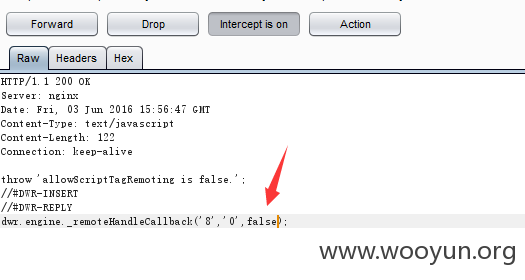 Forward Drop Intercept is on Action
Raw Headers Hex
HTTP/1.1 200 OK
Server: nginx
Date: Fri, 03 Jun 2016 15:56:47 GMT
Content-Type: text/javascript
Content-Length: 122
Connection: keep-alive
throw 'allowScriptTagRemoting is false.';
//#DWR-INSERT
//#DWR-REPLY
dwr.engine._remoteHandleCallback('8','0',false);
www.wooyun.org